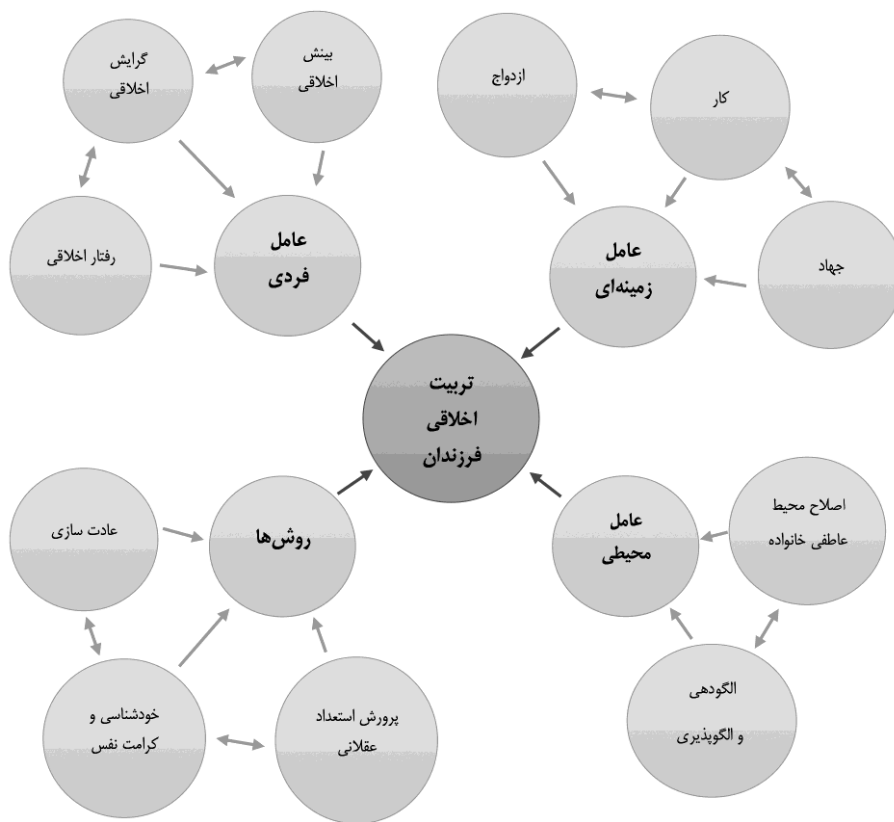 گرایش
اخلاقی
بینش
اخلاقی
رفتار اخلاقی
عامل
فردی
ازدواج
کار
جهاد
عامل
زمینه‌ای
تربیت
اخلاقی
فرزندان
عادت سازی
روش‌ها
خودشناسی و
کرامت نفس
پرورش استعداد
عقلانی
عامل
محیطی
اصلاح محیط
عاطفی خانواده
الگودهی
و الگوپذیری